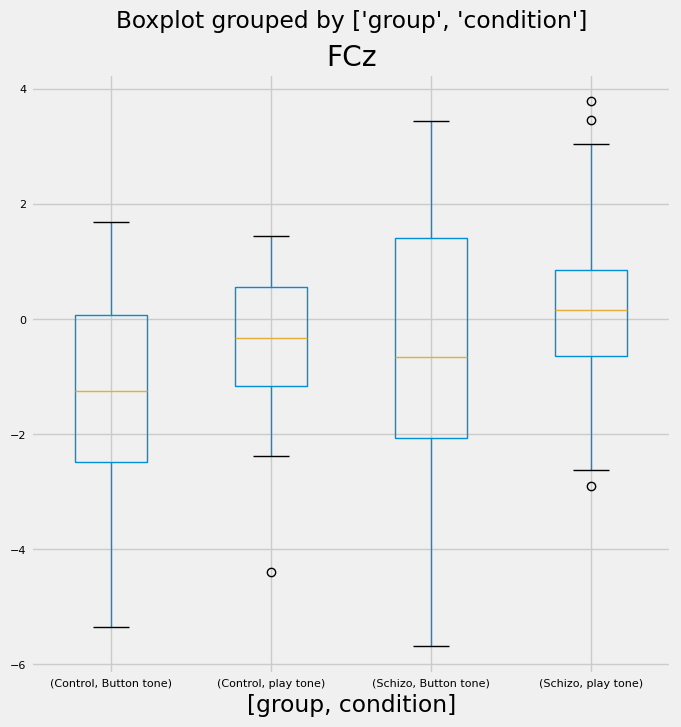 Boxplot grouped by ['group', 'condition']
FCz
4
2
0
−2
−4
−6
(Control, Button tone) (Control, play tone) (Schizo, Button tone) (Schizo, play tone)
[group, condition]